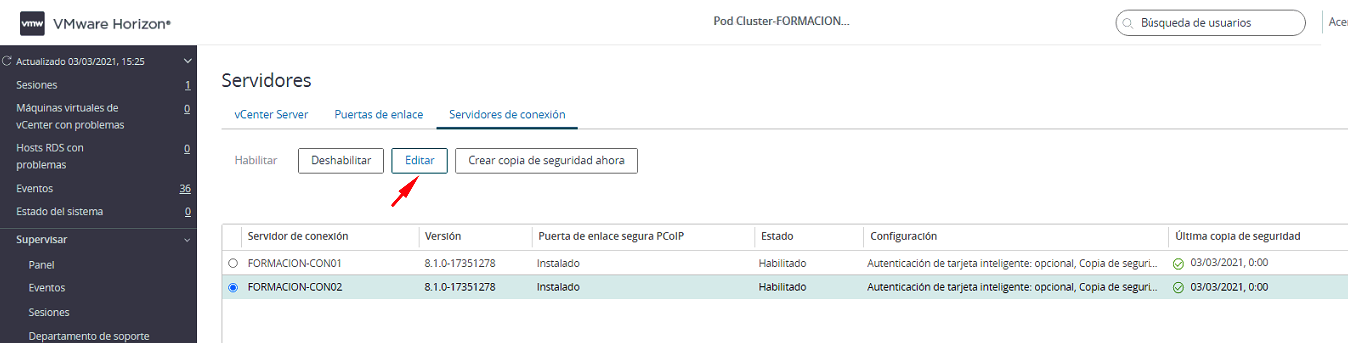 vmw VMware Horizon®
Pod Cluster-FORMACION...
Búsqueda de usuarios
Acer
Actualizado 03/03/2021, 15:25
Sesiones 1
Máquinas virtuales de
vCenter con problemas 0
Hosts RDS con
problemas 0
Eventos 36
Estado del sistema 0
Supervisar
Panel
Eventos
Sesiones
Departamento de soporte
Servidores
vCenter Server Puertas de enlace Servidores de conexión
Habilitar Deshabilitar Editar Crear copia de seguridad ahora
Servidor de conexión Versión Puerta de enlace segura PCoIP Estado Configuración Última copia de seguridad
FORMACION-CON01 8.1.0-17351278 Instalado Habilitado Autenticación de tarjeta inteligente: opcional, Copia de seguri... 03/03/2021, 0:00
FORMACION-CON02 8.1.0-17351278 Instalado Habilitado Autenticación de tarjeta inteligente: opcional, Copia de seguri... 03/03/2021, 0:00